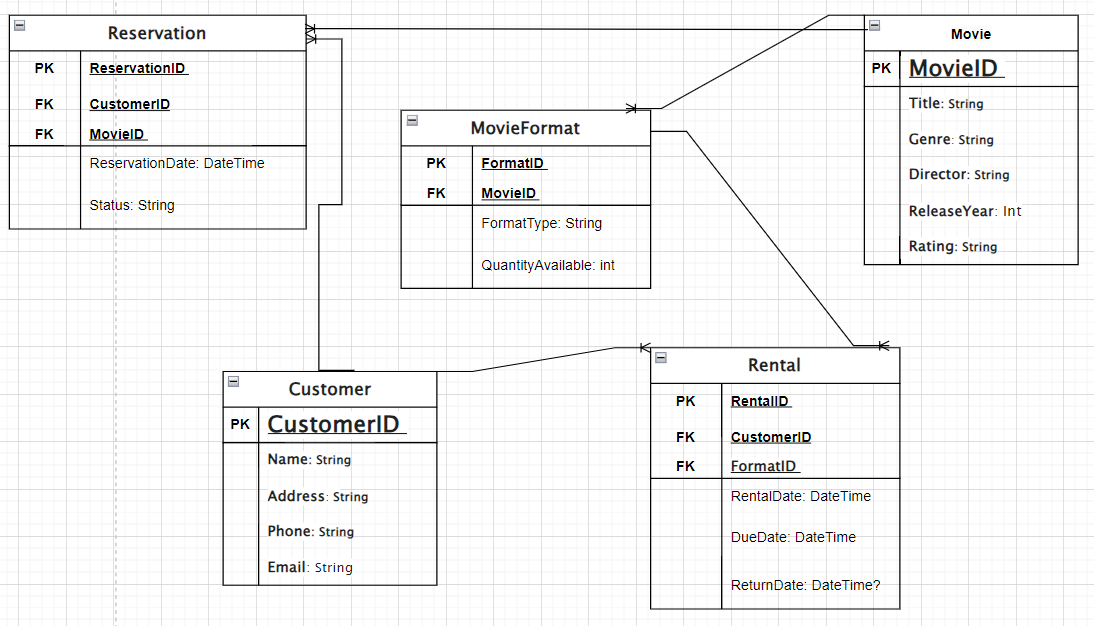 Reservation
PK ReservationID
FK CustomerID
FK MovieID
ReservationDate: DateTime
Status: String
MovieFormat
PK FormatID
FK MovieID
FormatType: String
QuantityAvailable: int
Movie
PK MovieID
Title: String
Genre: String
Director: String
ReleaseYear: Int
Rating: String
Customer
PK CustomerID
Name: String
Address: String
Phone: String
Email: String
Rental
PK RentalID
FK CustomerID
FK FormatID
RentalDate: DateTime
DueDate: DateTime
ReturnDate: DateTime?